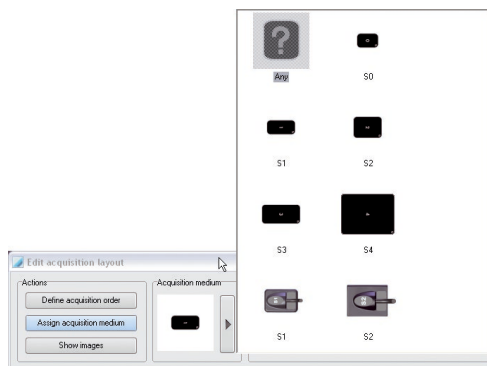 Any
S0
S1
S2
S3
S4
Edit acquisition layout
Actions
Acquisition medium
Define acquisition order
Assign acquisition medium
Show images
S1
S2